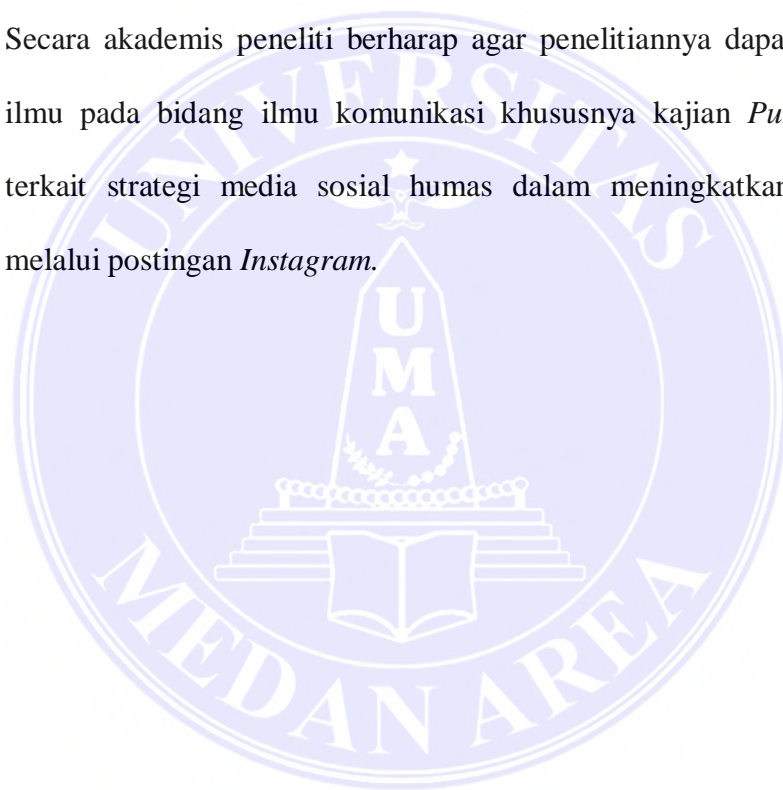 Secara akademis peneliti berharap agar penelitiannya dapa
ilmu pada bidang ilmu komunikasi khususnya kajian Pu
terkait strategi media sosial humas dalam meningkatkan
melalui postingan Instagram.
UNIVERSITAS
UMA
MEDAN AREA